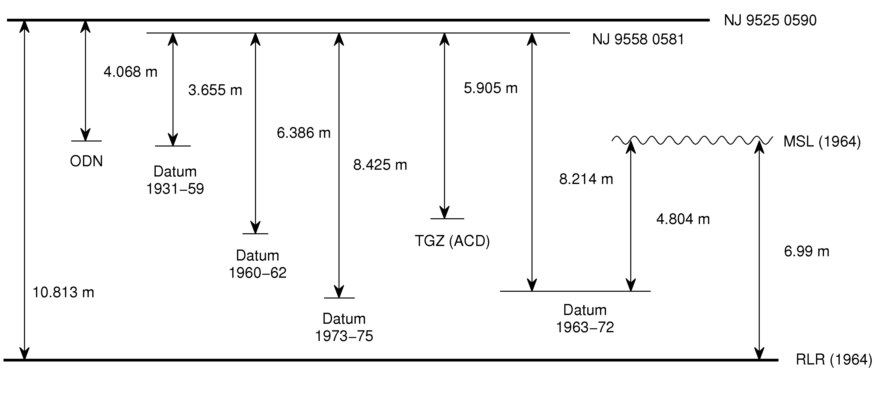 NJ 9525 0590
NJ 9558 0581
4.068 m
3.655 m
5.905 m
6.386 m
MSL (1964)
ODN
8.425 m
Datum
1931–59
8.214 m
4.804 m
TGZ (ACD)
Datum
1960–62
6.99 m
10.813 m
Datum
1973–75
Datum
1963–72
RLR (1964)